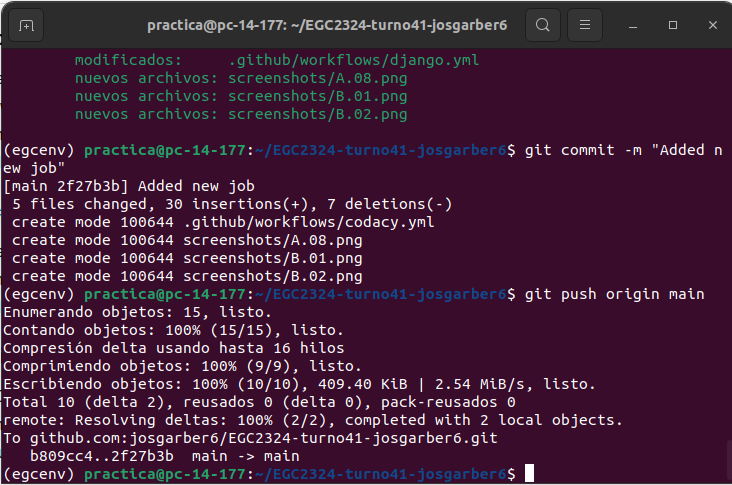 practica@pc-14-177: ~/EGC2324-turno41-josgarber6
modificados:     .github/workflows/django.yml
nuevos archivos: screenshots/A.08.png
nuevos archivos: screenshots/B.01.png
nuevos archivos: screenshots/B.02.png
(egcenv) practica@pc-14-177:~/EGC2324-turno41-josgarber6$ git commit -m "Added n
ew job"
[main 2f27b3b] Added new job
 5 files changed, 30 insertions(+), 7 deletions(-)
 create mode 100644 .github/workflows/codacy.yml
 create mode 100644 screenshots/A.08.png
 create mode 100644 screenshots/B.01.png
 create mode 100644 screenshots/B.02.png
(egcenv) practica@pc-14-177:~/EGC2324-turno41-josgarber6$ git push origin main
Enumerando objetos: 15, listo.
Contando objetos: 100% (15/15), listo.
Compresión delta usando hasta 16 hilos
Comprimiendo objetos: 100% (9/9), listo.
Escribiendo objetos: 100% (10/10), 409.40 KiB | 2.54 MiB/s, listo.
Total 10 (delta 2), reusados 0 (delta 0), pack-reusados 0
remote: Resolving deltas: 100% (2/2), completed with 2 local objects.
To github.com:josgarber6/EGC2324-turno41-josgarber6.git
   b809cc4..2f27b3b  main -> main
(egcenv) practica@pc-14-177:~/EGC2324-turno41-josgarber6$